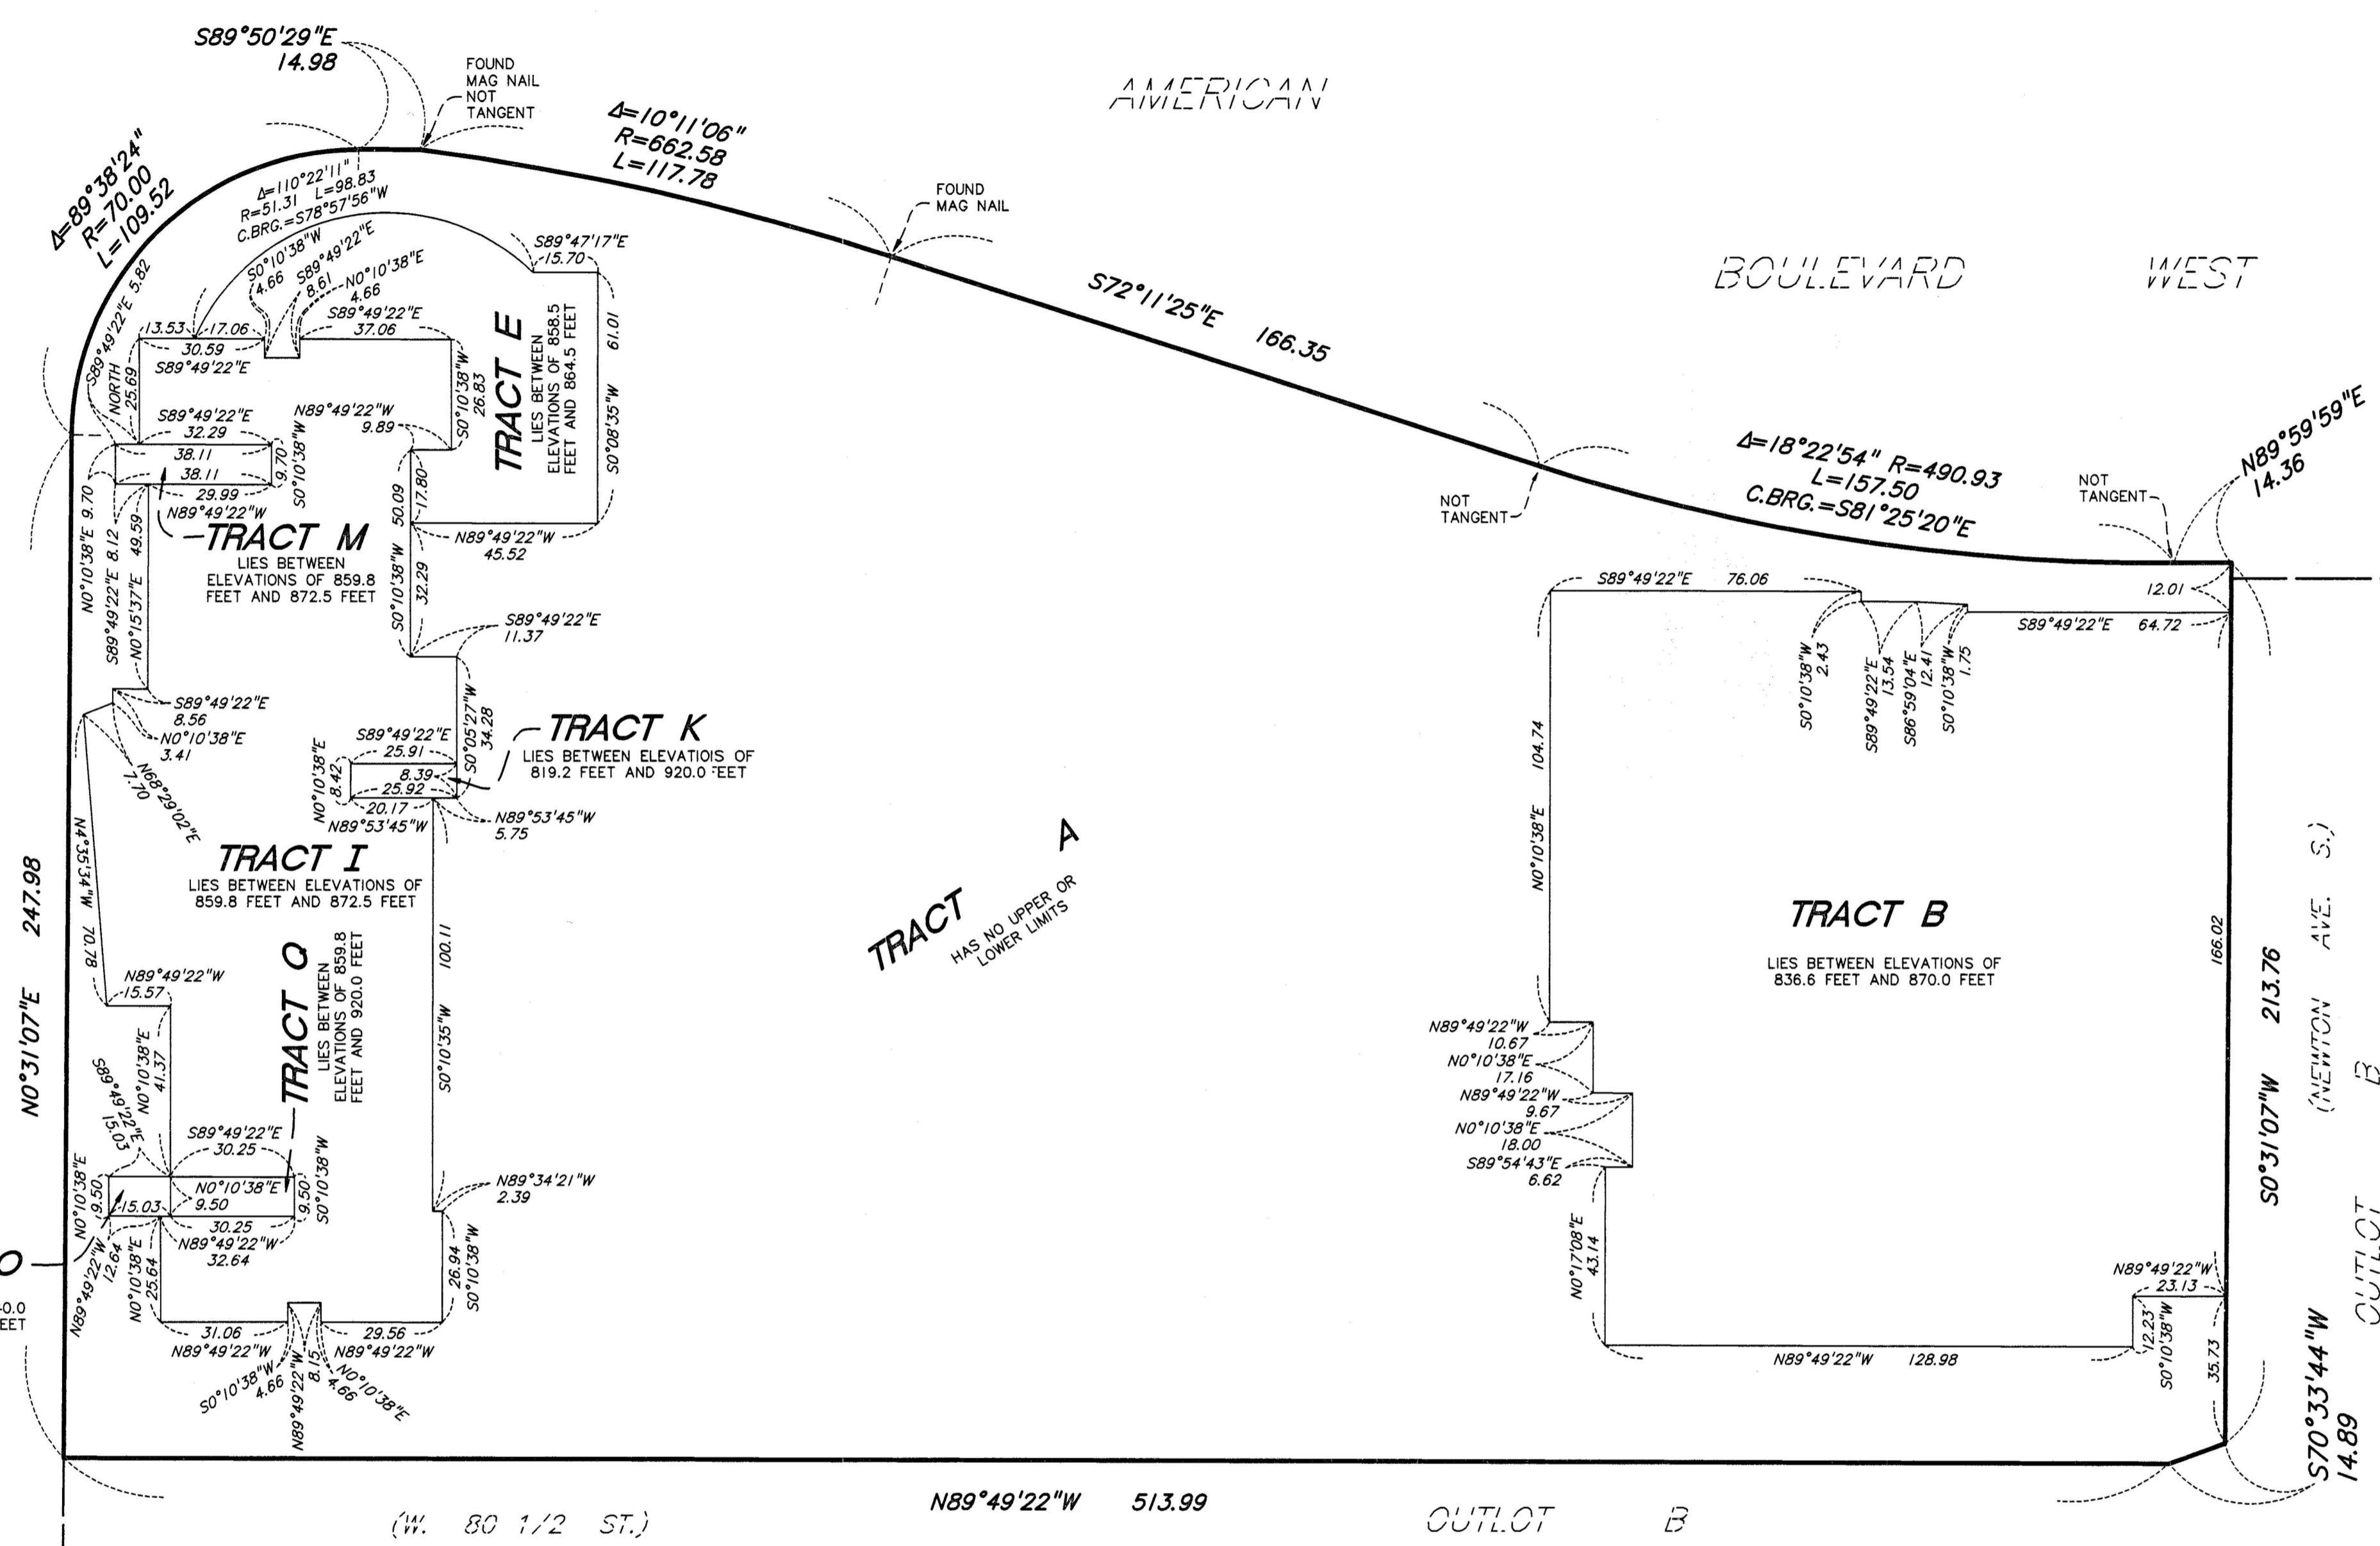 S89°50'29"E
14.98
FOUND
MAG NAIL
NOT
TANGENT
AMERICAN
Δ=10°11'06"
R=662.58
L=117.78
Δ=89°38'24"
R=70.00
L=109.52
Δ=110°22'11"
R=51.31 L=98.83
C.BRG.=S78°57'56"W
FOUND
MAG NAIL
BOULEVARD WEST
S72°11'25"E 166.35
S0°10'38"W
4.66
S89°49'22"E
8.61
N0°10'38"E
4.66
S89°47'17"E
15.70
S89°49'22"E 5.82
13.53
17.06
30.59
S89°49'22"E
S89°49'22"E
37.06
NORTH
25.69
S0°10'38"W
26.83
TRACT E
LIES BETWEEN
ELEVATIONS OF 858.5
FEET AND 864.5 FEET
S0°08'35"W 61.01
N89°49'22"W
9.89
S89°49'22"E
32.29
38.11
38.11
29.99
N89°49'22"W
9.70
S0°10'38"W
N0°10'38"E 9.70
S89°49'22"E 8.12
N0°15'37"E 49.59
TRACT M
LIES BETWEEN
ELEVATIONS OF 859.8
FEET AND 872.5 FEET
S0°10'38"W 50.09
17.80
32.29
N89°49'22"W
45.52
S89°49'22"E
11.37
S89°49'22"E
8.56
N0°10'38"E
3.41
N68°29'02"E
7.70
S0°05'27"W
34.28
TRACT K
LIES BETWEEN ELEVATIOIS OF
819.2 FEET AND 920.0 FEET
S89°49'22"E
25.91
N0°10'38"E
8.42
8.39
25.92
20.17
N89°53'45"W
N89°53'45"W
5.75
TRACT I
LIES BETWEEN ELEVATIONS OF
859.8 FEET AND 872.5 FEET
N4°35'34"W 70.78
N0°31'07"E 247.98
N89°49'22"W
15.57
N0°10'38"E
41.37
TRACT Q
LIES BETWEEN
ELEVATIONS OF 859.8
FEET AND 920.0 FEET
S0°10'35"W 100.11
S89°49'22"E
15.03
S89°49'22"E
30.25
N0°10'38"E
9.50
N0°10'38"E
9.50
9.50
S0°10'38"W
15.03
30.25
N89°49'22"W
32.64
N89°49'22"W
12.64
N0°10'38"E
25.64
N89°34'21"W
2.39
26.94
S0°10'38"W
31.06
N89°49'22"W
29.56
N89°49'22"W
S0°10'38"W
4.66
N89°49'22"W
8.15
N0°10'38"E
4.66
O
0.0
EET
TRACT A
HAS NO UPPER OR
LOWER LIMITS
NOT
TANGENT
Δ=18°22'54" R=490.93
L=157.50
C.BRG.=S81°25'20"E
NOT
TANGENT
N89°59'59"E
14.36
12.01
S89°49'22"E 76.06
S89°49'22"E 64.72
S0°10'38"W
2.43
S89°49'22"E
13.54
S86°59'04"E
12.41
S0°10'38"W
1.75
N0°10'38"E 104.74
TRACT B
LIES BETWEEN ELEVATIONS OF
836.6 FEET AND 870.0 FEET
166.02
S0°31'07"W 213.76
(NEWTON AVE. S.)
OUTLOT B
N89°49'22"W
10.67
N0°10'38"E
17.16
N89°49'22"W
9.67
N0°10'38"E
18.00
S89°54'43"E
6.62
N0°17'08"E
43.14
N89°49'22"W 128.98
N89°49'22"W
23.13
12.23
S0°10'38"W
35.73
S70°33'44"W
14.89
N89°49'22"W 513.99
(W. 80 1/2 ST.)
OUTLOT B